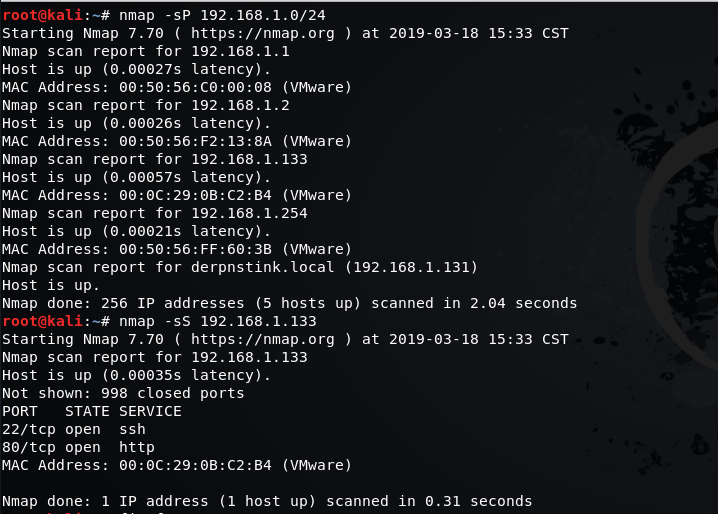 root@kali:~# nmap -sP 192.168.1.0/24
Starting Nmap 7.70 ( https://nmap.org ) at 2019-03-18 15:33 CST
Nmap scan report for 192.168.1.1
Host is up (0.00027s latency).
MAC Address: 00:50:56:C0:00:08 (VMware)
Nmap scan report for 192.168.1.2
Host is up (0.00026s latency).
MAC Address: 00:50:56:F2:13:8A (VMware)
Nmap scan report for 192.168.1.133
Host is up (0.00057s latency).
MAC Address: 00:0C:29:0B:C2:B4 (VMware)
Nmap scan report for 192.168.1.254
Host is up (0.00021s latency).
MAC Address: 00:50:56:FF:60:3B (VMware)
Nmap scan report for derpnstink.local (192.168.1.131)
Host is up.
Nmap done: 256 IP addresses (5 hosts up) scanned in 2.04 seconds
root@kali:~# nmap -sS 192.168.1.133
Starting Nmap 7.70 ( https://nmap.org ) at 2019-03-18 15:33 CST
Nmap scan report for 192.168.1.133
Host is up (0.00035s latency).
Not shown: 998 closed ports
PORT   STATE SERVICE
22/tcp open  ssh
80/tcp open  http
MAC Address: 00:0C:29:0B:C2:B4 (VMware)
Nmap done: 1 IP address (1 host up) scanned in 0.31 seconds